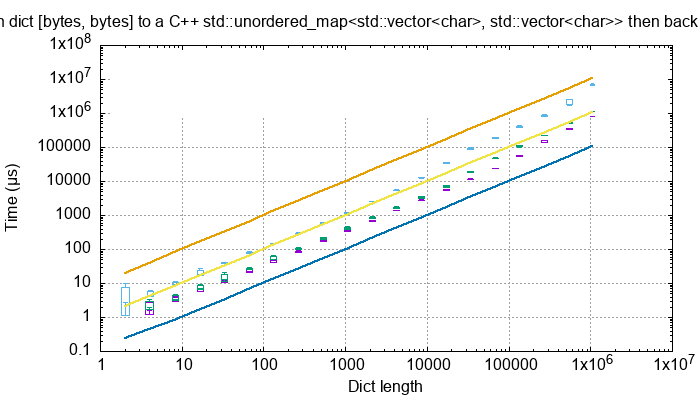 n dict [bytes, bytes] to a C++ std::unordered_map<std::vector<char>, std::vector<char>> then back
1x10⁸
1x10⁷
1x10⁶
100000
10000
1000
100
10
1
0.1
Time (µs)
1 10 100 1000 10000 100000 1x10⁶ 1x10⁷
Dict length